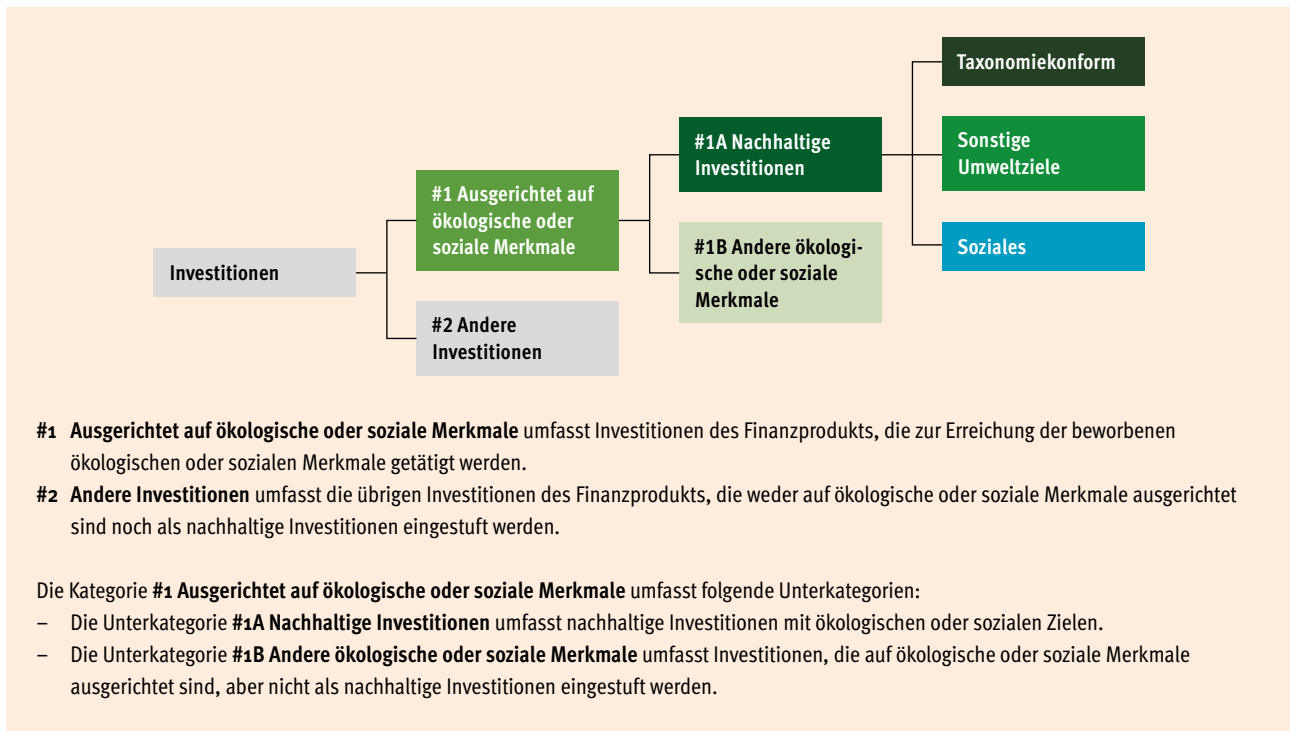 Investitionen
#1 Ausgerichtet auf
ökologische oder
soziale Merkmale
#2 Andere
Investitionen
#1A Nachhaltige
Investitionen
#1B Andere ökologi-
sche oder soziale
Merkmale
Taxonomiekonform
Sonstige
Umweltziele
Soziales
#1 Ausgerichtet auf ökologische oder soziale Merkmale umfasst Investitionen des Finanzprodukts, die zur Erreichung der beworbenen
ökologischen oder sozialen Merkmale getätigt werden.
#2 Andere Investitionen umfasst die übrigen Investitionen des Finanzprodukts, die weder auf ökologische oder soziale Merkmale ausgerichtet
sind noch als nachhaltige Investitionen eingestuft werden.
Die Kategorie #1 Ausgerichtet auf ökologische oder soziale Merkmale umfasst folgende Unterkategorien:
– Die Unterkategorie #1A Nachhaltige Investitionen umfasst nachhaltige Investitionen mit ökologischen oder sozialen Zielen.
– Die Unterkategorie #1B Andere ökologische oder soziale Merkmale umfasst Investitionen, die auf ökologische oder soziale Merkmale
ausgerichtet sind, aber nicht als nachhaltige Investitionen eingestuft werden.